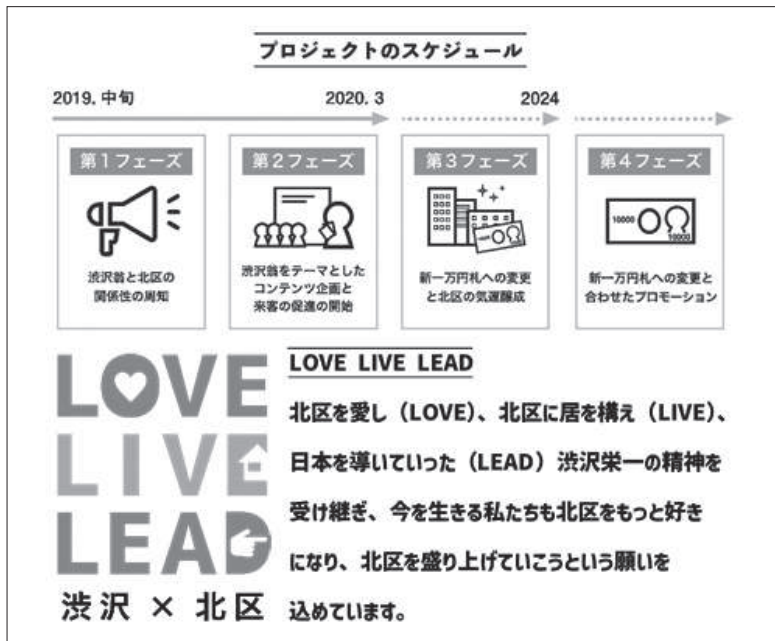 プロジェクトのスケジュール
2019. 中旬
2020. 3
2024
第1フェーズ
渋沢翁と北区の
関係性の周知
第2フェーズ
渋沢翁をテーマとした
コンテンツ企画と
来客の促進の開始
第3フェーズ
新一万円札への変更
と北区の気運醸成
第4フェーズ
10000
10000
新一万円札への変更と
合わせたプロモーション
LOVE
LIVE
LEAD
渋沢 × 北区
LOVE LIVE LEAD
北区を愛し（LOVE）、北区に居を構え（LIVE）、
日本を導いていった（LEAD）渋沢栄一の精神を
受け継ぎ、今を生きる私たちも北区をもっと好き
になり、北区を盛り上げていこうという願いを
込めています。